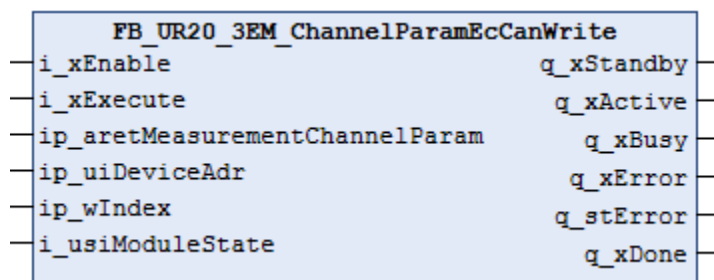 FB_UR20_3EM_ChannelParamEcCanWrite
i_xEnable q_xStandby
i_xExecute q_xActive
ip_aretMeasurementChannelParam q_xBusy
ip_uiDeviceAdr q_xError
ip_wIndex q_stError
i_usiModuleState q_xDone